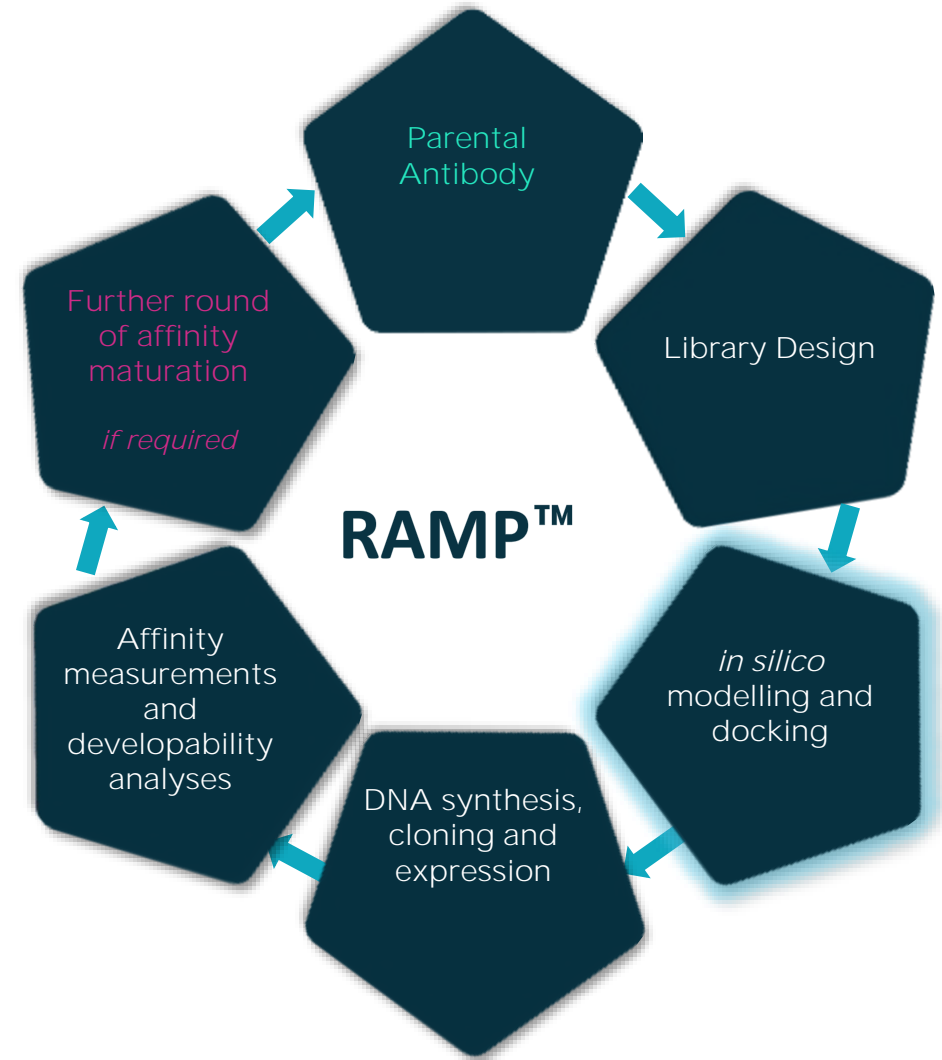 Parental
Antibody
Library Design
in silico
modelling and
docking
DNA synthesis,
cloning and
expression
Affinity
measurements
and
developability
analyses
Further round
of affinity
maturation
if required
RAMP™